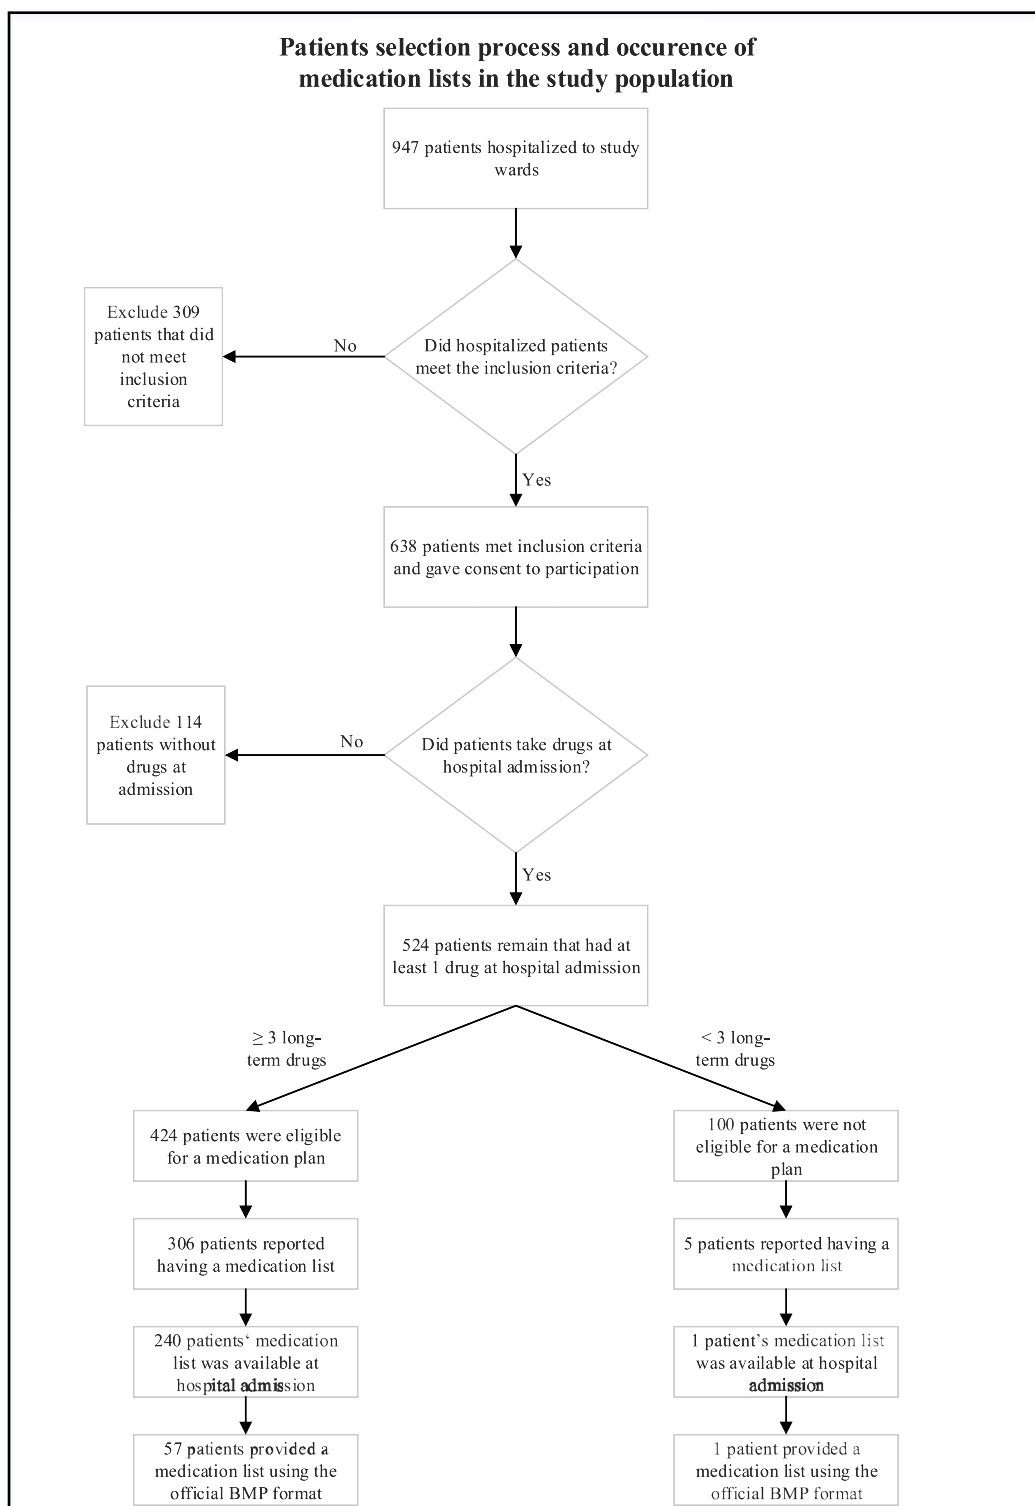 Patients selection process and occurence of
medication lists in the study population
947 patients hospitalized to study
wards
Did hospitalized patients
meet the inclusion criteria?
No
Exclude 309
patients that did
not meet
inclusion
criteria
Yes
638 patients met inclusion criteria
and gave consent to participation
Did patients take drugs at
hospital admission?
No
Exclude 114
patients without
drugs at
admission
Yes
524 patients remain that had at
least 1 drug at hospital admission
≥ 3 long-
term drugs
< 3 long-
term drugs
424 patients were eligible
for a medication plan
306 patients reported
having a medication list
240 patients‘ medication
list was available at
hospital admission
57 patients provided a
medication list using the
official BMP format
100 patients were not
eligible for a medication
plan
5 patients reported having a
medication list
1 patient’s medication list
was available at hospital
admission
1 patient provided a
medication list using the
official BMP format